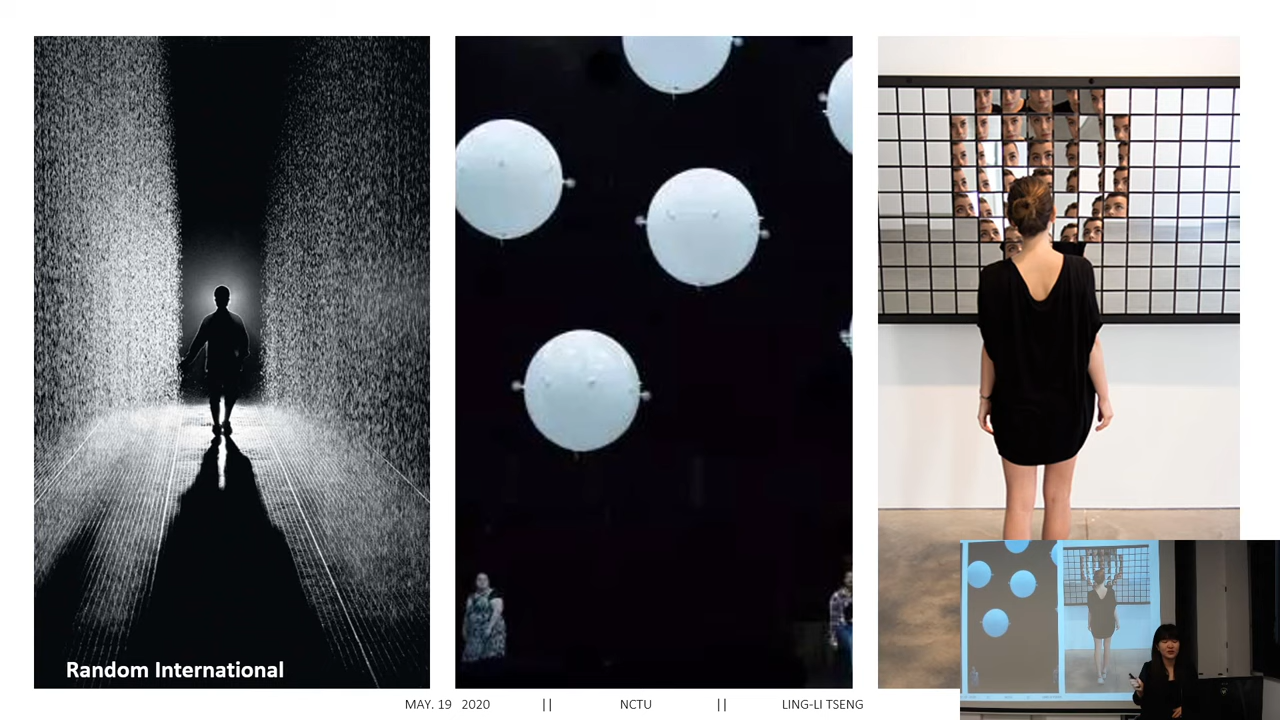 Random International
MAY. 19 2020 || NCTU || LING-LI TSENG